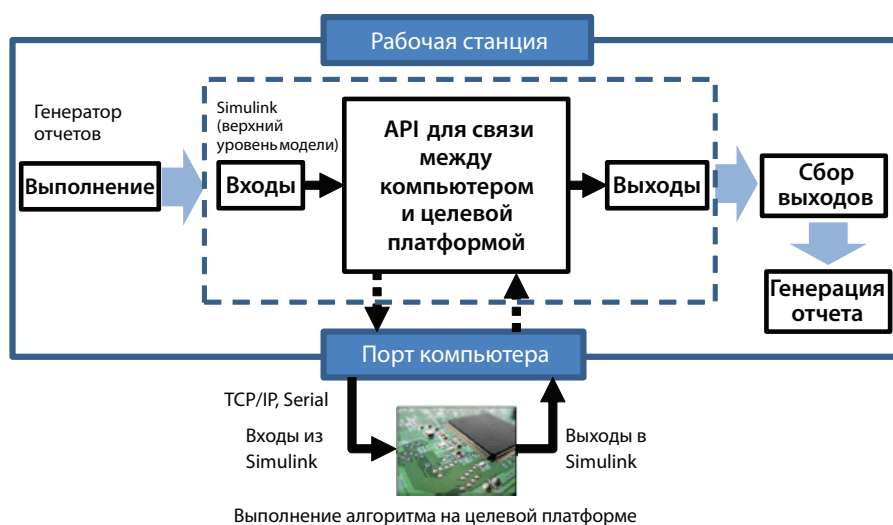 Рабочая станция
Генератор
отчетов
Выполнение
Simulink
(верхний
уровень модели)
Входы
API для связи
между
компьютером
и целевой
платформой
Выходы
Сбор
выходов
Генерация
отчета
Порт компьютера
TCP/IP, Serial
Входы из
Simulink
Выходы в
Simulink
Выполнение алгоритма на целевой платформе